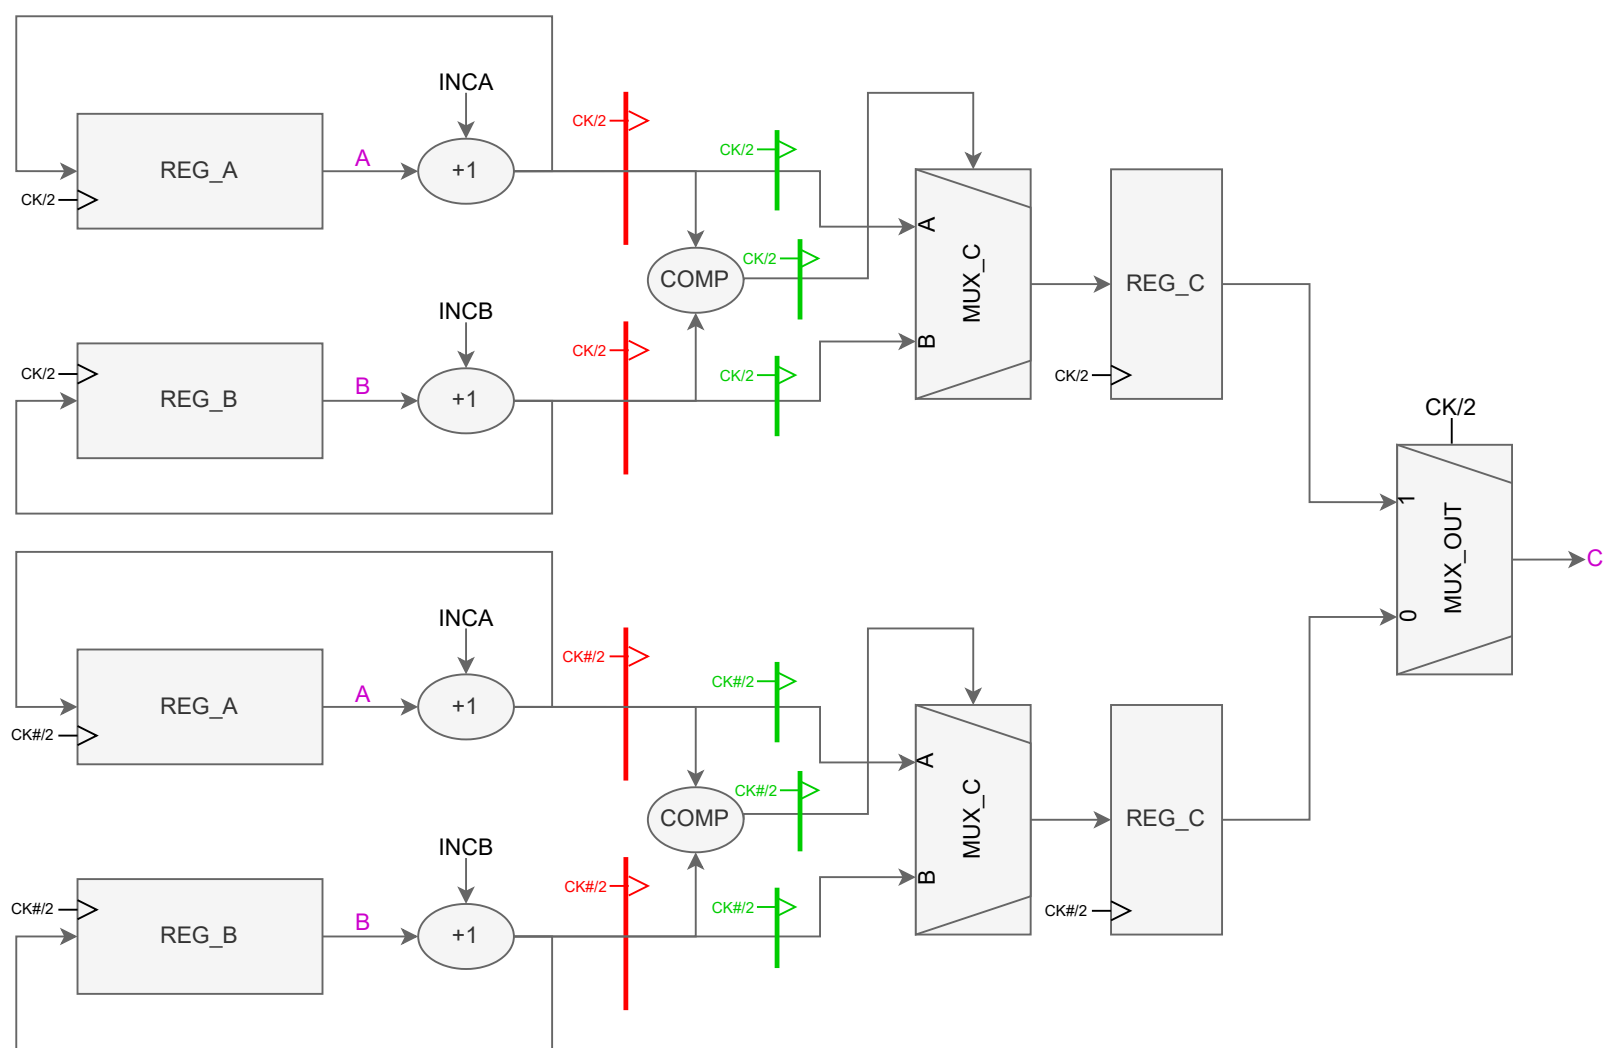 INCA
CK/2
CK/2
REG_A
A
+1
CK/2
A
CK/2
COMP
CK/2
MUX_C
REG_C
INCB
CK/2
CK/2
B
CK/2
CK/2
REG_B
B
+1
CK/2
1
MUX_OUT
C
0
INCA
CK#/2
CK#/2
REG_A
A
+1
CK#/2
A
CK#/2
COMP
MUX_C
REG_C
INCB
CK#/2
B
CK#/2
CK#/2
CK#/2
REG_B
B
+1